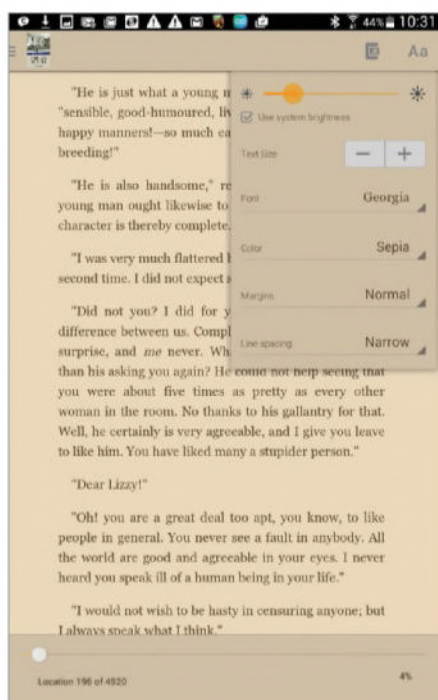 44% 10:31
Aa
"He is just what a young m
"sensible, good-humoured, liv
happy manners!—so much ea
breeding!"
"He is also handsome," re
young man ought likewise to
character is thereby complete.
"I was very much flattered b
second time. I did not expect s
"Did not you? I did for y
difference between us. Compl
surprise, and me never. Wh
than his asking you again? He could not help seeing that
you were about five times as pretty as every other
woman in the room. No thanks to his gallantry for that.
Well, he certainly is very agreeable, and I give you leave
to like him. You have liked many a stupider person."
"Dear Lizzy!"
"Oh! you are a great deal too apt, you know, to like
people in general. You never see a fault in anybody. All
the world are good and agreeable in your eyes. I never
heard you speak ill of a human being in your life."
"I would not wish to be hasty in censuring anyone; but
I always speak what I think."
Use system brightness
Text Size
Font Georgia
Color Sepia
Margins Normal
Line spacing Narrow
Location 196 of 4920 4%